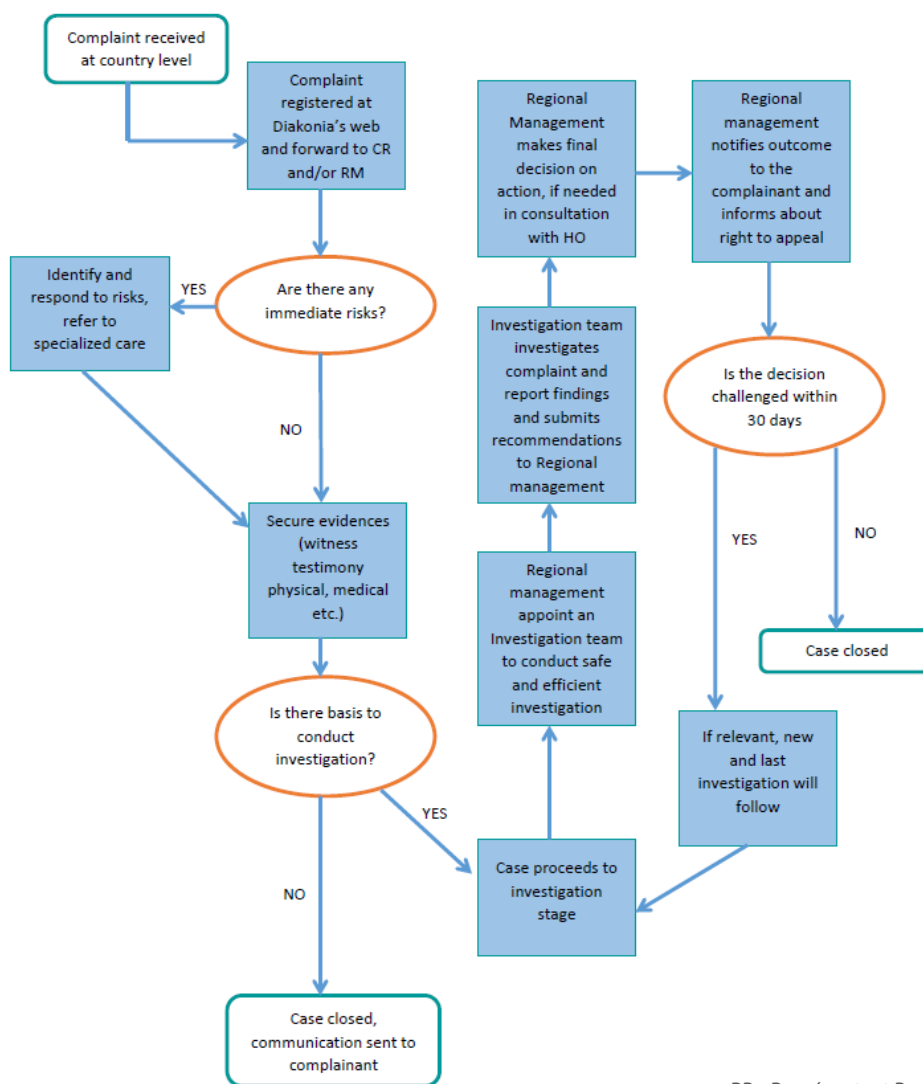 Complaint received
at country level
Complaint
registered at
Diakonia's web
and forward to CR
and/or RM
Are there any
immediate risks?
YES
Identify and
respond to risks,
refer to
specialized care
NO
Secure evidences
(witness
testimony
physical, medical
etc.)
Is there basis to
conduct
investigation?
NO
Case closed,
communication sent to
complainant
YES
Case proceeds to
investigation
stage
Regional
management
appoint an
Investigation team
to conduct safe
and efficient
investigation
Investigation team
investigates
complaint and
report findings
and submits
recommendations
to Regional
management
Regional
Management
makes final
decision on
action, if needed
in consultation
with HO
Regional
management
notifies outcome to
the complainant
and informs about
right to appeal
Is the decision
challenged within
30 days
YES
NO
Case closed
If relevant, new
and last
investigation will
follow